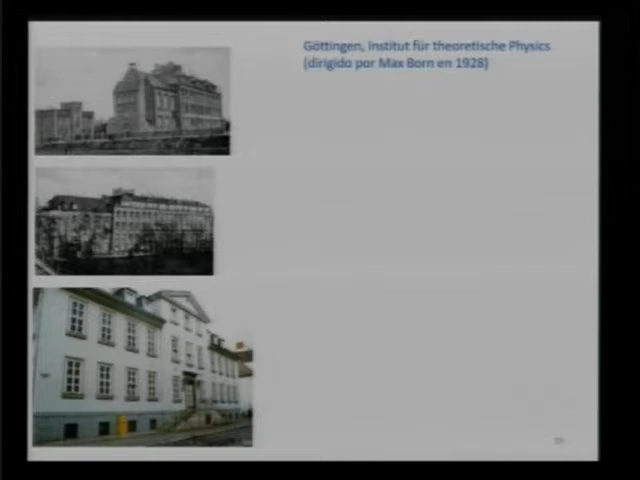 Göttingen, Institut für theoretische Physics
(dirigido por Max Born en 1928)